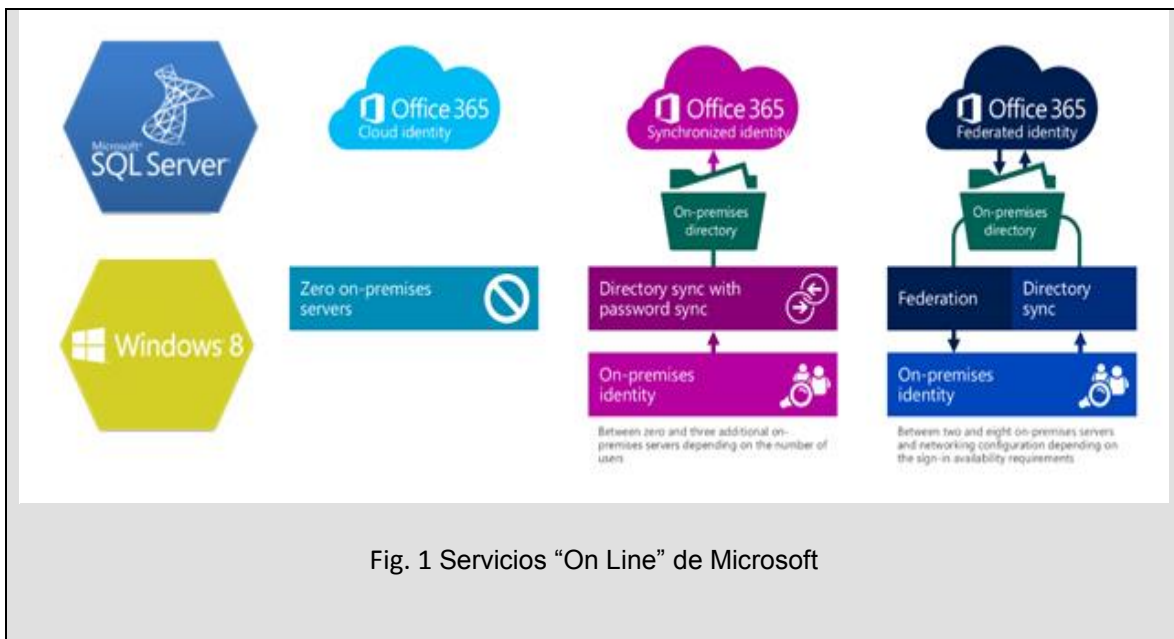 Microsoft®
SQL Server®
Windows 8
Office 365
Cloud identity
Zero on-premises
servers
Office 365
Synchronized identity
On-premises
directory
Directory sync with
password sync
On-premises
identity
Between zero and three additional on-
premises servers depending on the number of
users
Office 365
Federated identity
On-premises
directory
Federation
Directory
sync
On-premises
identity
Between two and eight on-premises servers
and networking configuration depending on
the sign-in availability requirements
Fig. 1 Servicios “On Line” de Microsoft